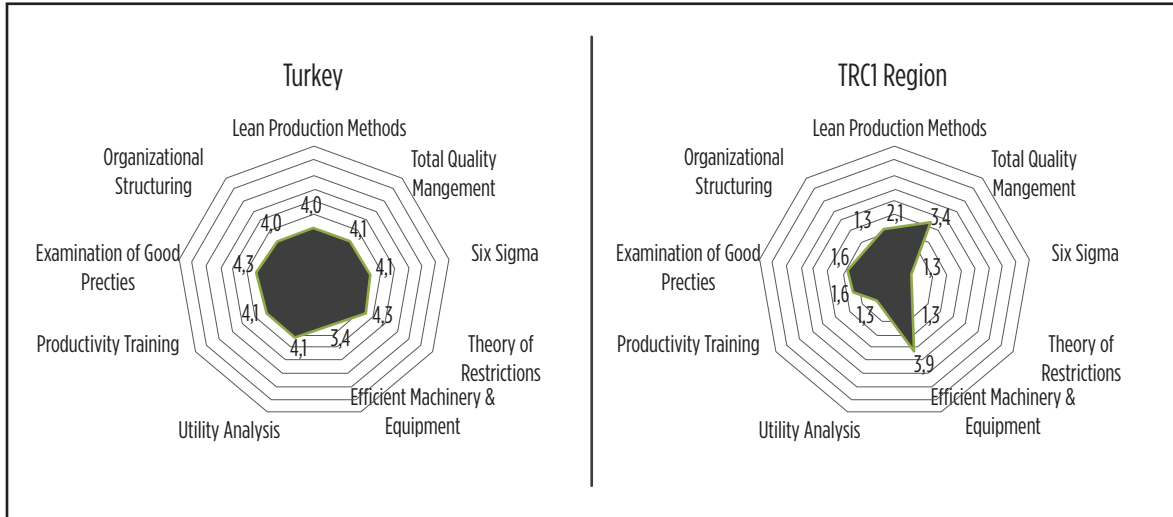 Turkey
Lean Production Methods
Total Quality
Mangement
Six Sigma
Theory of
Restrictions
Efficient Machinery &
Equipment
Utility Analysis
Productivity Training
Examination of Good
Precties
Organizational
Structuring
4,0
4,1
4,1
4,3
3,4
4,1
4,1
4,3
4,0
TRC1 Region
Lean Production Methods
Total Quality
Mangement
Six Sigma
Theory of
Restrictions
Efficient Machinery &
Equipment
Utility Analysis
Productivity Training
Examination of Good
Precties
Organizational
Structuring
2,1
3,4
1,3
1,3
3,9
1,3
1,6
1,6
1,3